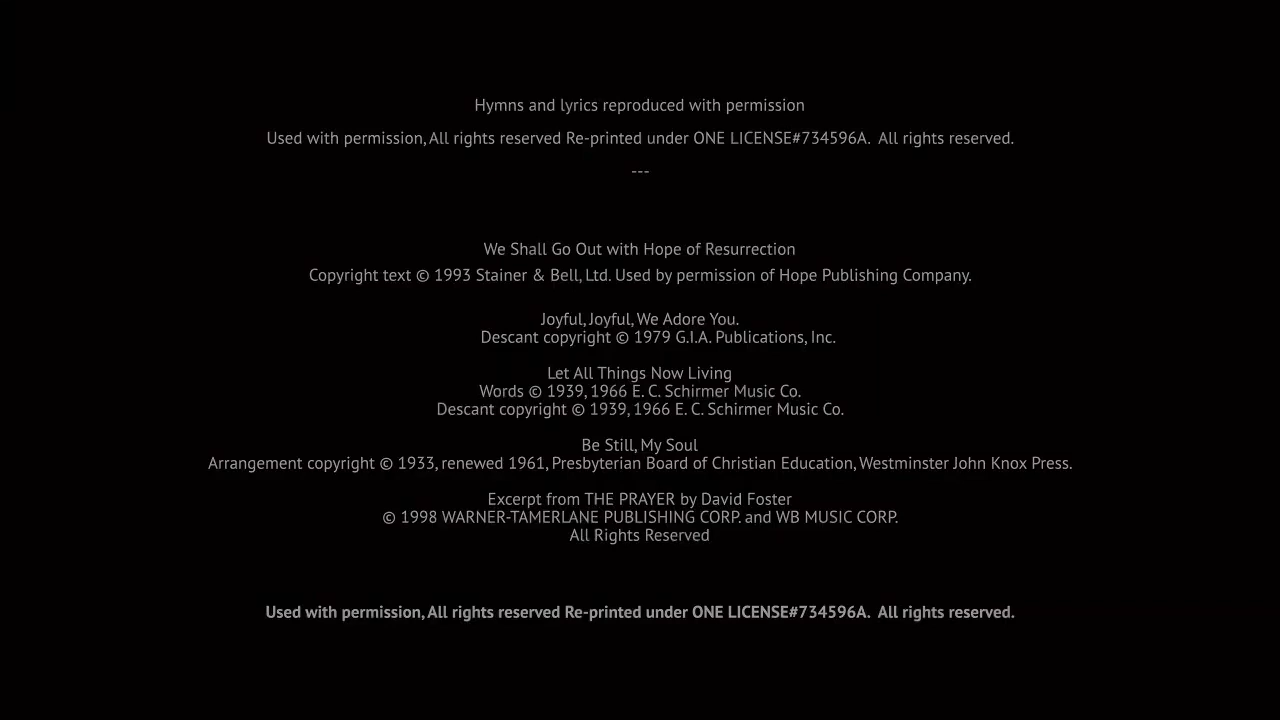 Hymns and lyrics reproduced with permission
Used with permission, All rights reserved Re-printed under ONE LICENSE#734596A.  All rights reserved.
---
We Shall Go Out with Hope of Resurrection
Copyright text © 1993 Stainer & Bell, Ltd. Used by permission of Hope Publishing Company.
Joyful, Joyful, We Adore You.
Descant copyright © 1979 G.I.A. Publications, Inc.
Let All Things Now Living
Words © 1939, 1966 E. C. Schirmer Music Co.
Descant copyright © 1939, 1966 E. C. Schirmer Music Co.
Be Still, My Soul
Arrangement copyright © 1933, renewed 1961, Presbyterian Board of Christian Education, Westminster John Knox Press.
Excerpt from THE PRAYER by David Foster
© 1998 WARNER-TAMERLANE PUBLISHING CORP. and WB MUSIC CORP.
All Rights Reserved
Used with permission, All rights reserved Re-printed under ONE LICENSE#734596A.  All rights reserved.